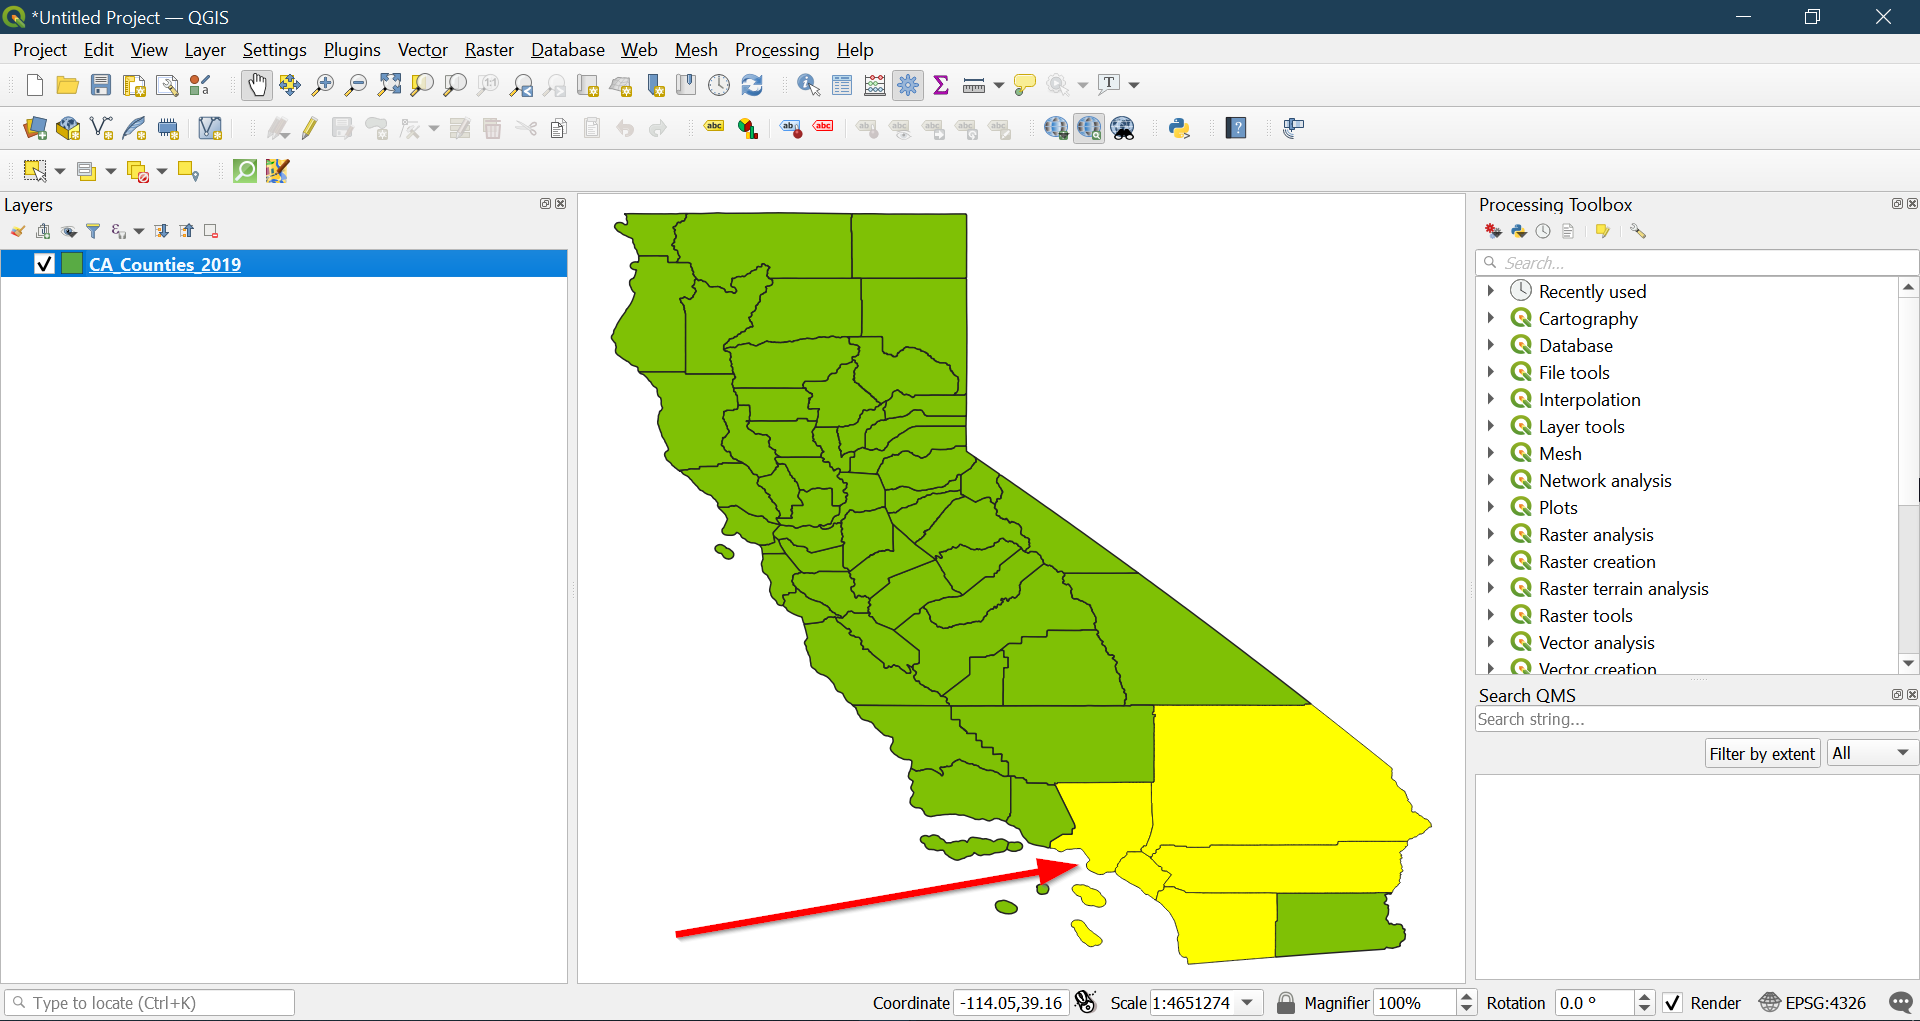 *Untitled Project — QGIS
Project Edit View Layer Settings Plugins Vector Raster Database Web Mesh Processing Help
Layers
CA_Counties_2019
Processing Toolbox
Search...
Recently used
Cartography
Database
File tools
Interpolation
Layer tools
Mesh
Network analysis
Plots
Raster analysis
Raster creation
Raster terrain analysis
Raster tools
Vector analysis
Vector creation
Search QMS
Search string...
Filter by extent All
Type to locate (Ctrl+K)
Coordinate -114.05,39.16 Scale 1:4651274 Magnifier 100% Rotation 0.0 ° Render EPSG:4326